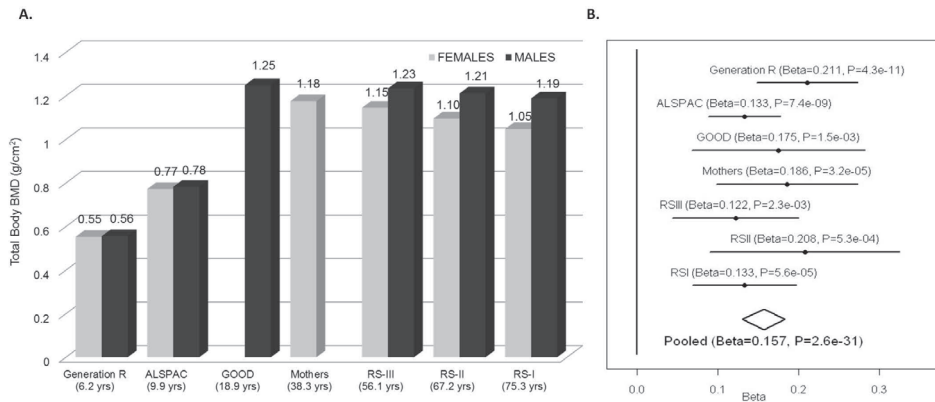 A.
B.
FEMALES MALES
Total Body BMD (g/cm²)
1.4
1.2
1
0.8
0.6
0.4
0.2
0
0.55 0.56
0.77 0.78
1.25
1.18
1.15 1.23
1.10 1.21
1.05 1.19
Generation R ALSPAC GOOD Mothers RS-III RS-II RS-I
(6.2 yrs) (9.9 yrs) (18.9 yrs) (38.3 yrs) (56.1 yrs) (67.2 yrs) (75.3 yrs)
Generation R (Beta=0.211, P=4.3e-11)
ALSPAC (Beta=0.133, P=7.4e-09)
GOOD (Beta=0.175, P=1.5e-03)
Mothers (Beta=0.186, P=3.2e-05)
RSIII (Beta=0.122, P=2.3e-03)
RSII (Beta=0.208, P=5.3e-04)
RSI (Beta=0.133, P=5.6e-05)
Pooled (Beta=0.157, P=2.6e-31)
0.0 0.1 0.2 0.3
Beta